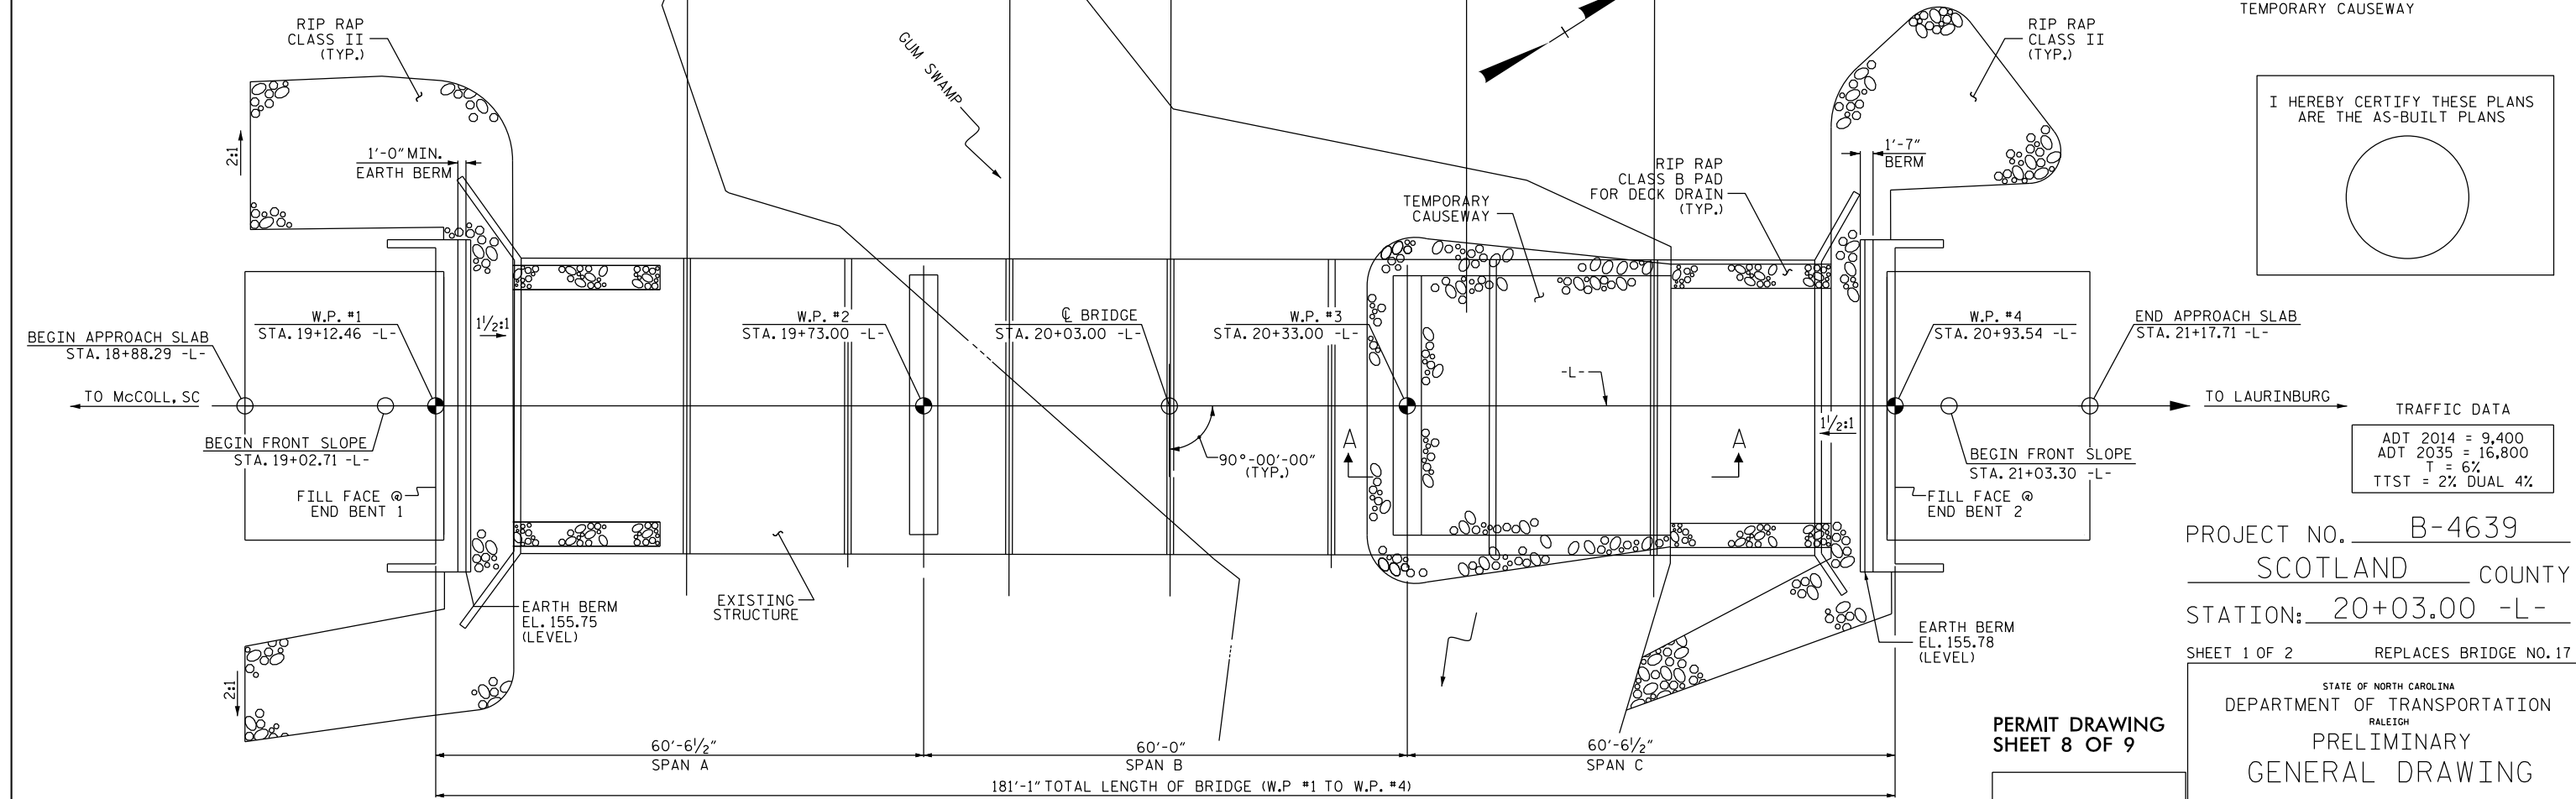 TEMPORARY CAUSEWAY
RIP RAP
CLASS II
(TYP.)
GUM SWAMP
RIP RAP
CLASS II
(TYP.)
I HEREBY CERTIFY THESE PLANS
ARE THE AS-BUILT PLANS
2:1
1'-0" MIN.
EARTH BERM
1'-7"
BERM
RIP RAP
CLASS B PAD
FOR DECK DRAIN
(TYP.)
TEMPORARY
CAUSEWAY
BEGIN APPROACH SLAB
STA. 18+88.29 -L-
W.P. #1
STA. 19+12.46 -L-
1½:1
W.P. #2
STA. 19+73.00 -L-
℄ BRIDGE
STA. 20+03.00 -L-
W.P. #3
STA. 20+33.00 -L-
W.P. #4
STA. 20+93.54 -L-
END APPROACH SLAB
STA. 21+17.71 -L-
-L-
TO McCOLL, SC
TO LAURINBURG
BEGIN FRONT SLOPE
STA. 19+02.71 -L-
90°-00'-00"
(TYP.)
A
A
1½:1
BEGIN FRONT SLOPE
STA. 21+03.30 -L-
TRAFFIC DATA
ADT 2014 = 9,400
ADT 2035 = 16,800
T = 6%
TTST = 2% DUAL 4%
FILL FACE @
END BENT 1
FILL FACE @
END BENT 2
PROJECT NO. B-4639
SCOTLAND COUNTY
STATION: 20+03.00 -L-
EARTH BERM
EL. 155.75
(LEVEL)
EXISTING
STRUCTURE
EARTH BERM
EL. 155.78
(LEVEL)
2:1
SHEET 1 OF 2 REPLACES BRIDGE NO. 17
STATE OF NORTH CAROLINA
DEPARTMENT OF TRANSPORTATION
RALEIGH
PRELIMINARY
GENERAL DRAWING
PERMIT DRAWING
SHEET 8 OF 9
60'-6½"
SPAN A
60'-0"
SPAN B
60'-6½"
SPAN C
181'-1" TOTAL LENGTH OF BRIDGE (W.P #1 TO W.P. #4)